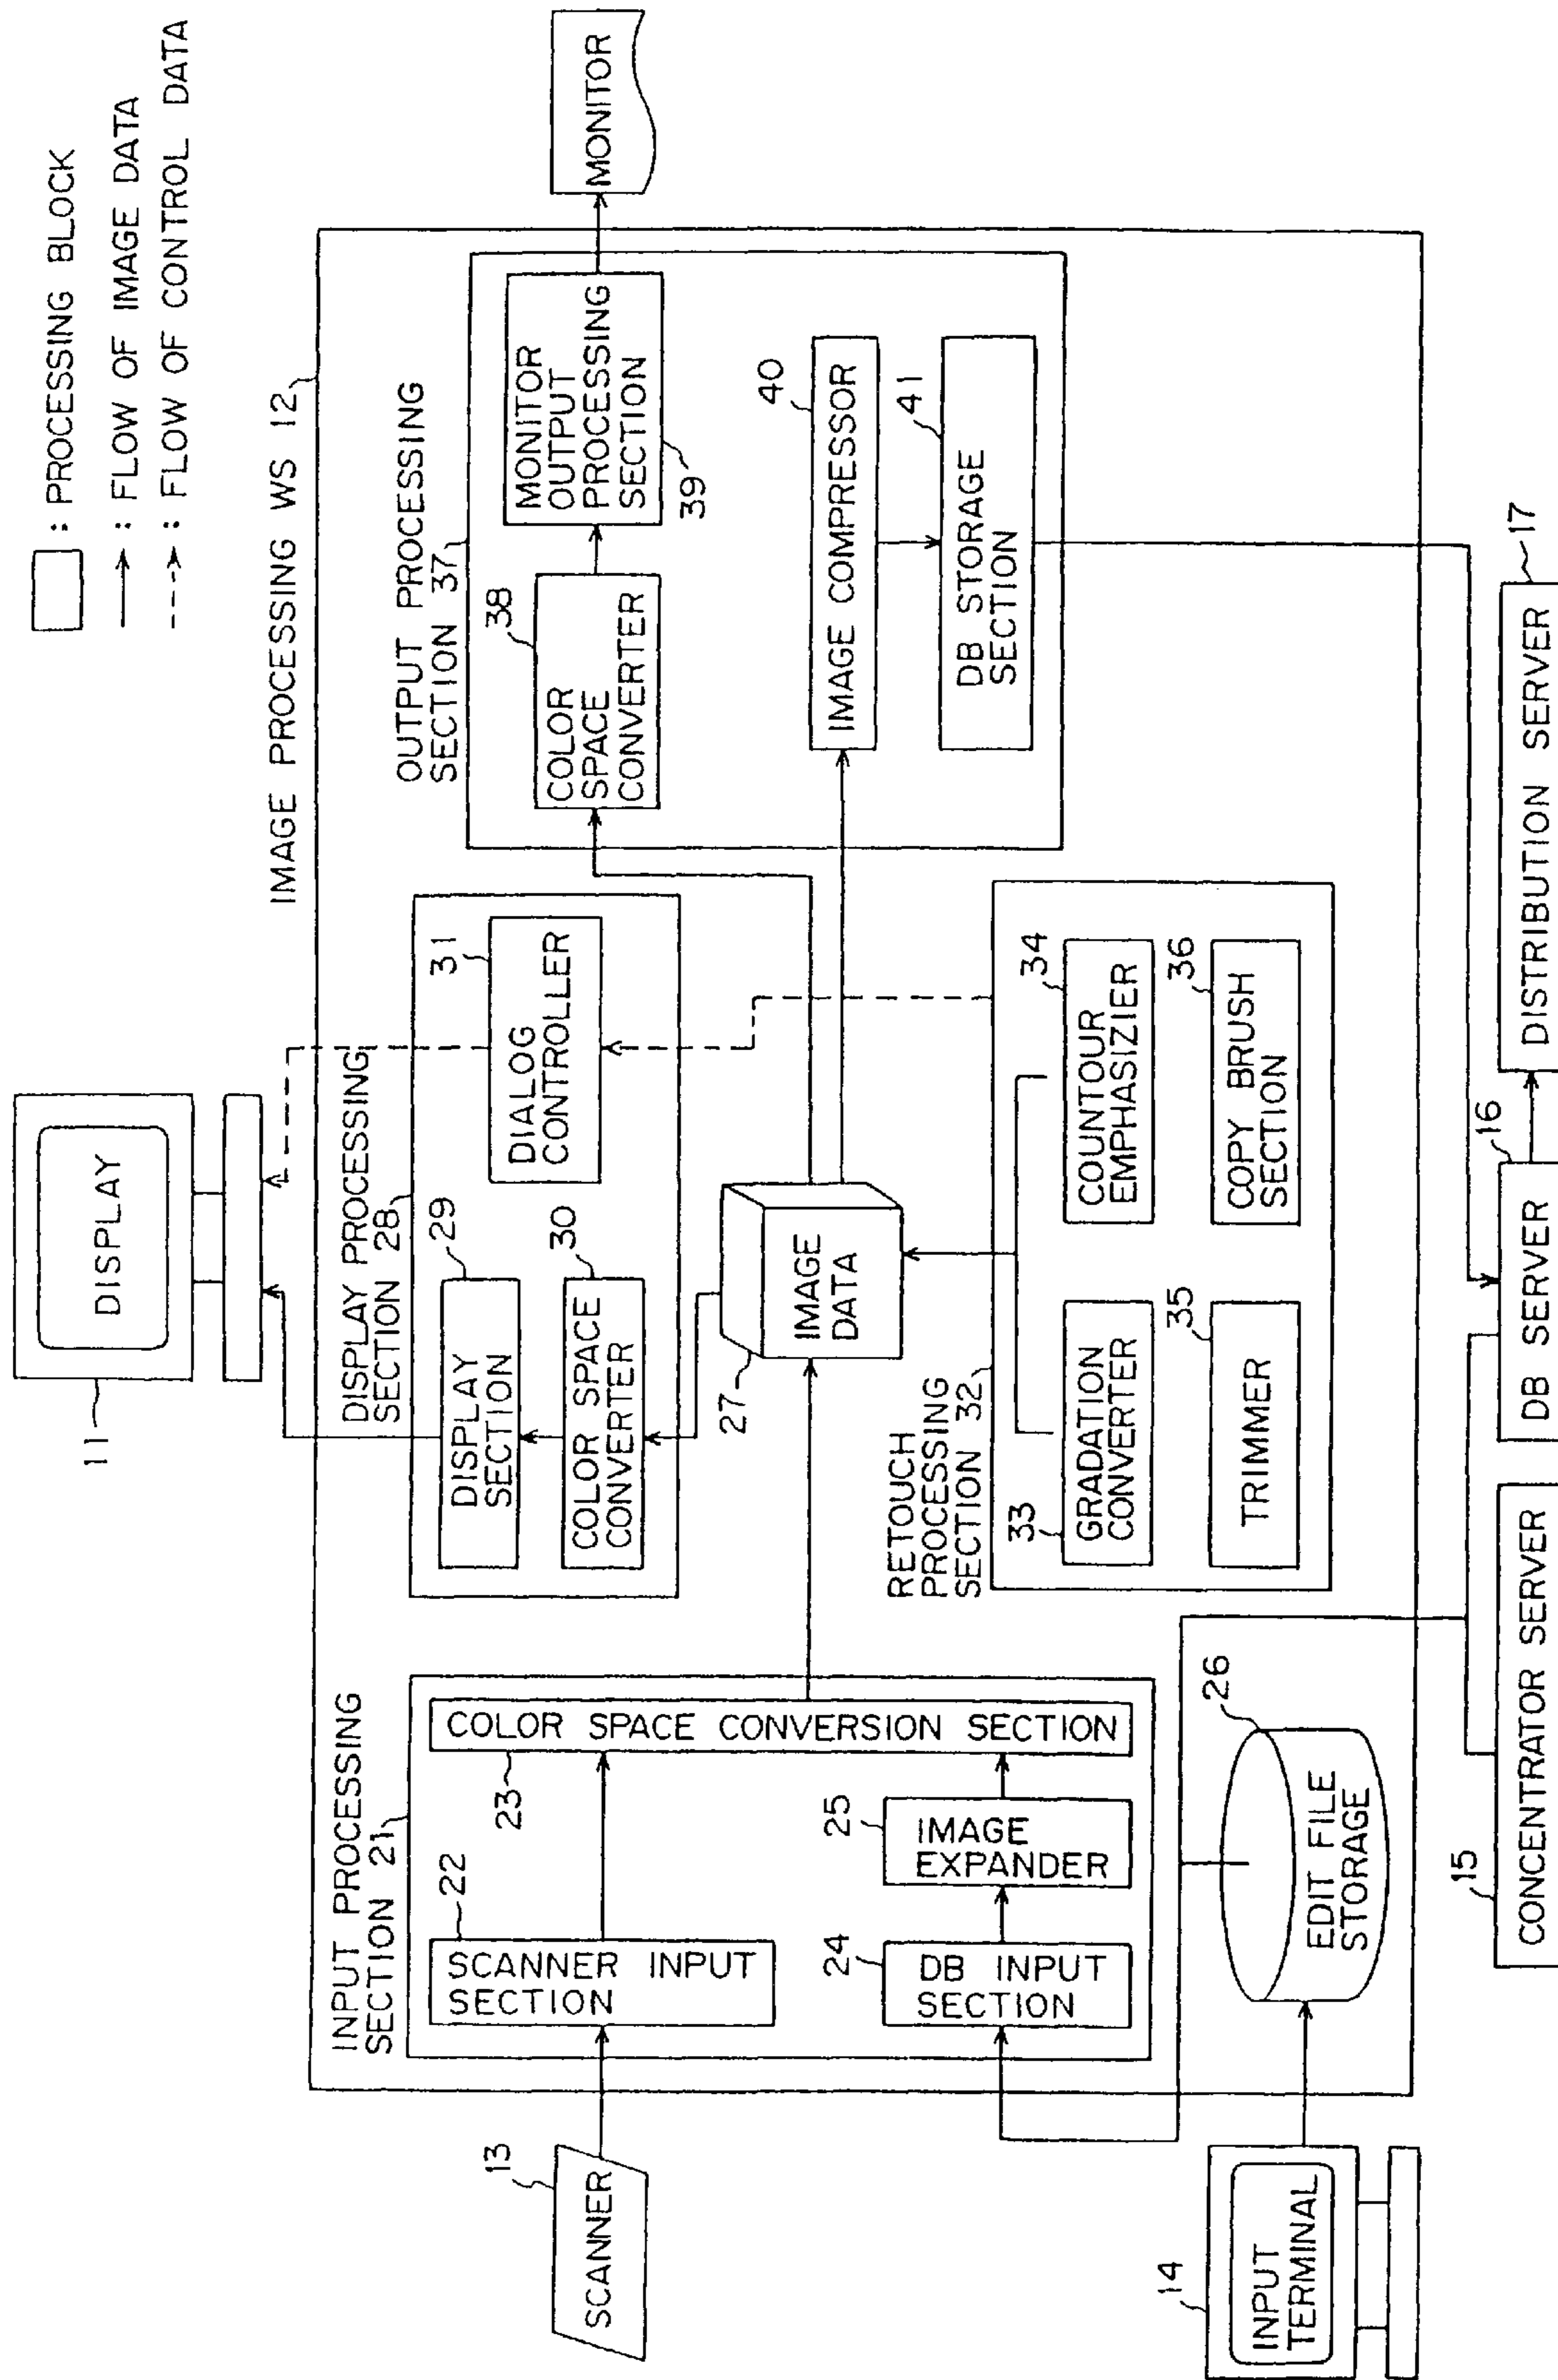 : PROCESSING BLOCK
: FLOW OF IMAGE DATA
: FLOW OF CONTROL DATA
11
DISPLAY
IMAGE PROCESSING WS 12
INPUT PROCESSING
SECTION 21
22
SCANNER INPUT
SECTION
23
COLOR SPACE CONVERSION SECTION
24
DB INPUT
SECTION
25
IMAGE
EXPANDER
13
SCANNER
14
INPUT
TERMINAL
26
EDIT FILE
STORAGE
DISPLAY PROCESSING
SECTION 28
29
DISPLAY
SECTION
30
COLOR SPACE
CONVERTER
31
DIALOG
CONTROLLER
27
IMAGE
DATA
RETOUCH
PROCESSING
SECTION 32
33
GRADATION
CONVERTER
34
COUNTOUR
EMPHASIZIER
35
TRIMMER
36
COPY BRUSH
SECTION
OUTPUT PROCESSING
SECTION 37
38
COLOR
SPACE
CONVERTER
MONITOR
OUTPUT
PROCESSING
SECTION
39
MONITOR
40
IMAGE COMPRESSOR
41
DB STORAGE
SECTION
15
CONCENTRATOR SERVER
16
DB SERVER
17
DISTRIBUTION SERVER